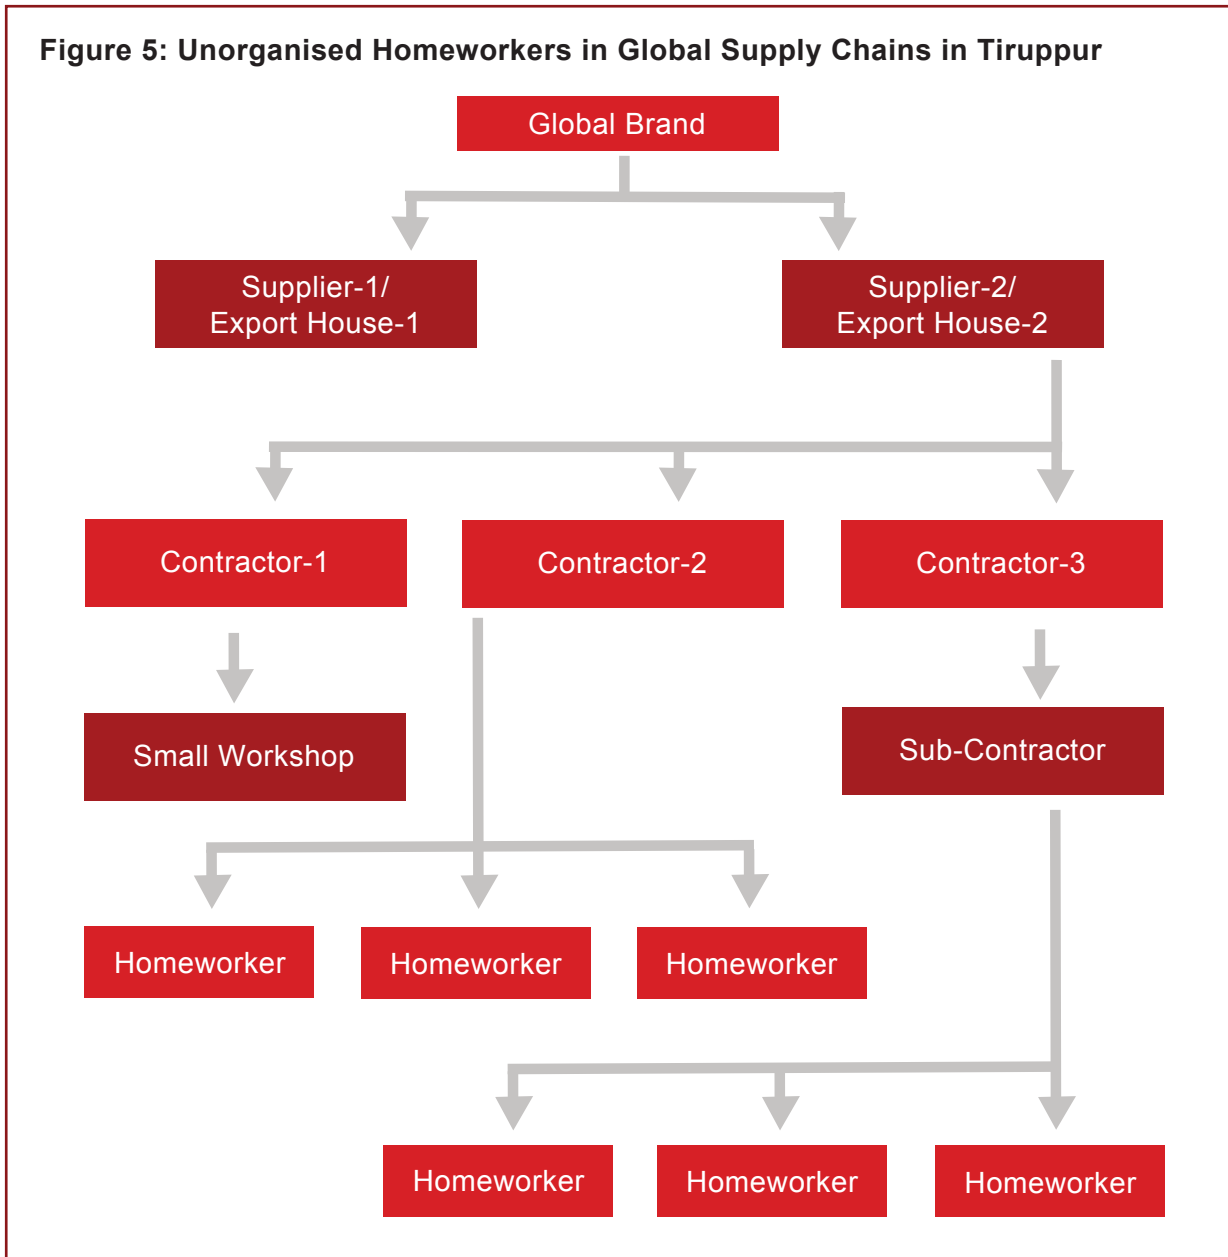 Figure 5: Unorganised Homeworkers in Global Supply Chains in Tiruppur
Global Brand
Supplier-1/
Export House-1
Supplier-2/
Export House-2
Contractor-1
Contractor-2
Contractor-3
Small Workshop
Sub-Contractor
Homeworker
Homeworker
Homeworker
Homeworker
Homeworker
Homeworker